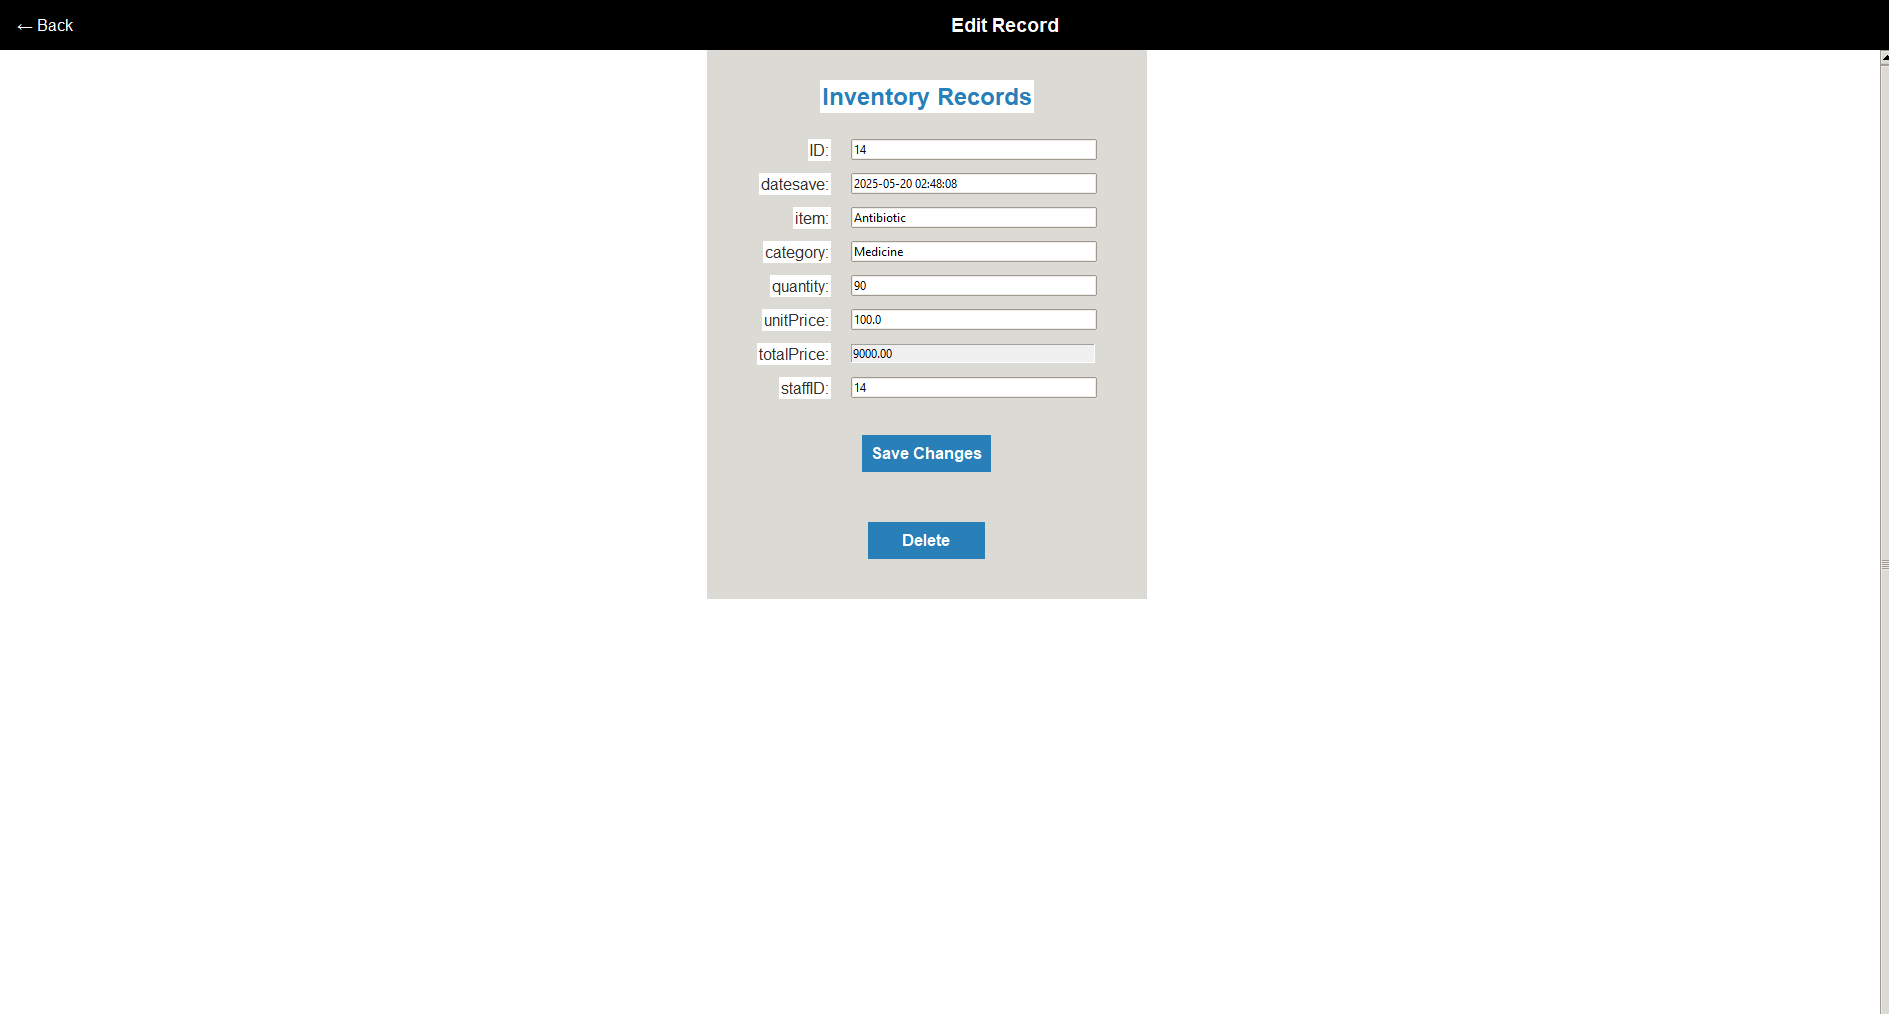 ← Back
Edit Record
Inventory Records
ID: 14
datesave: 2025-05-20 02:48:08
item: Antibiotic
category: Medicine
quantity: 90
unitPrice: 100.0
totalPrice: 9000.00
staffID: 14
Save Changes
Delete